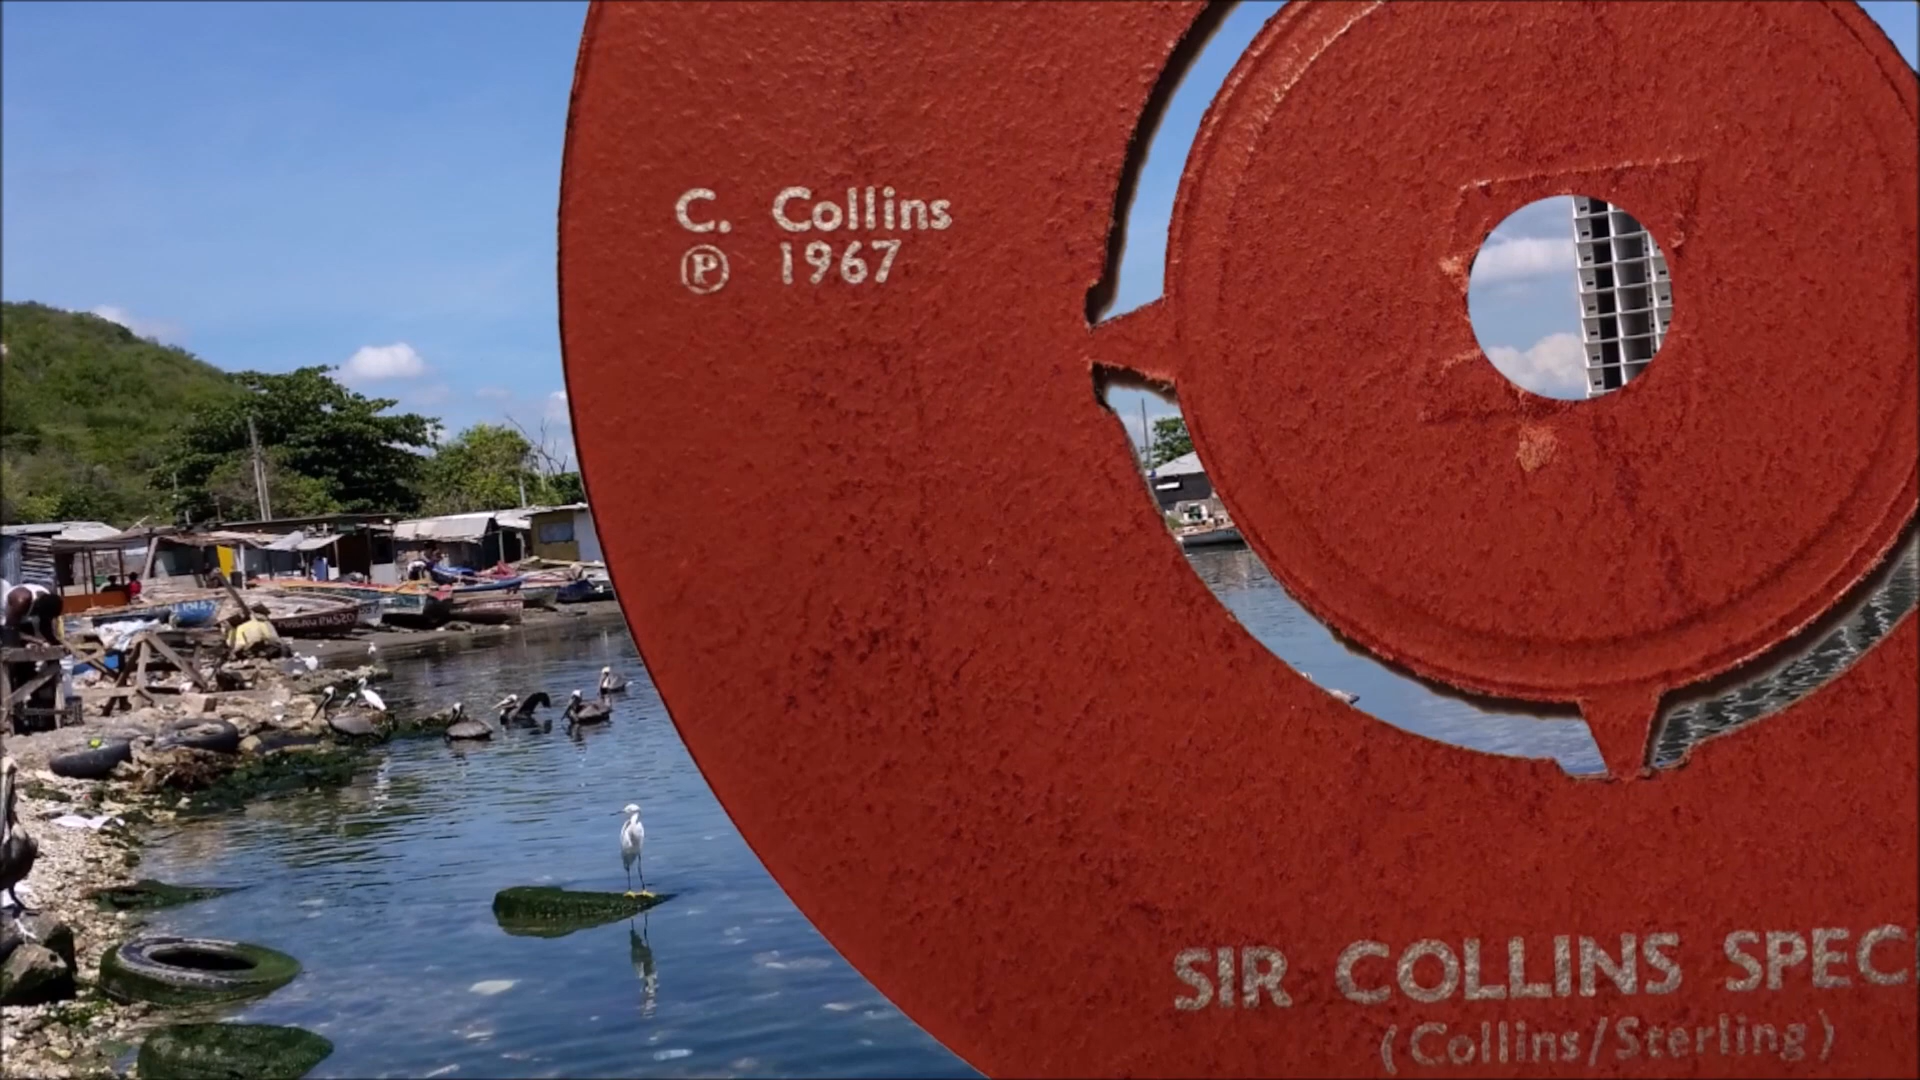 C. Collins
℗ 1967
SIR COLLINS SPEC
(Collins/Sterling)